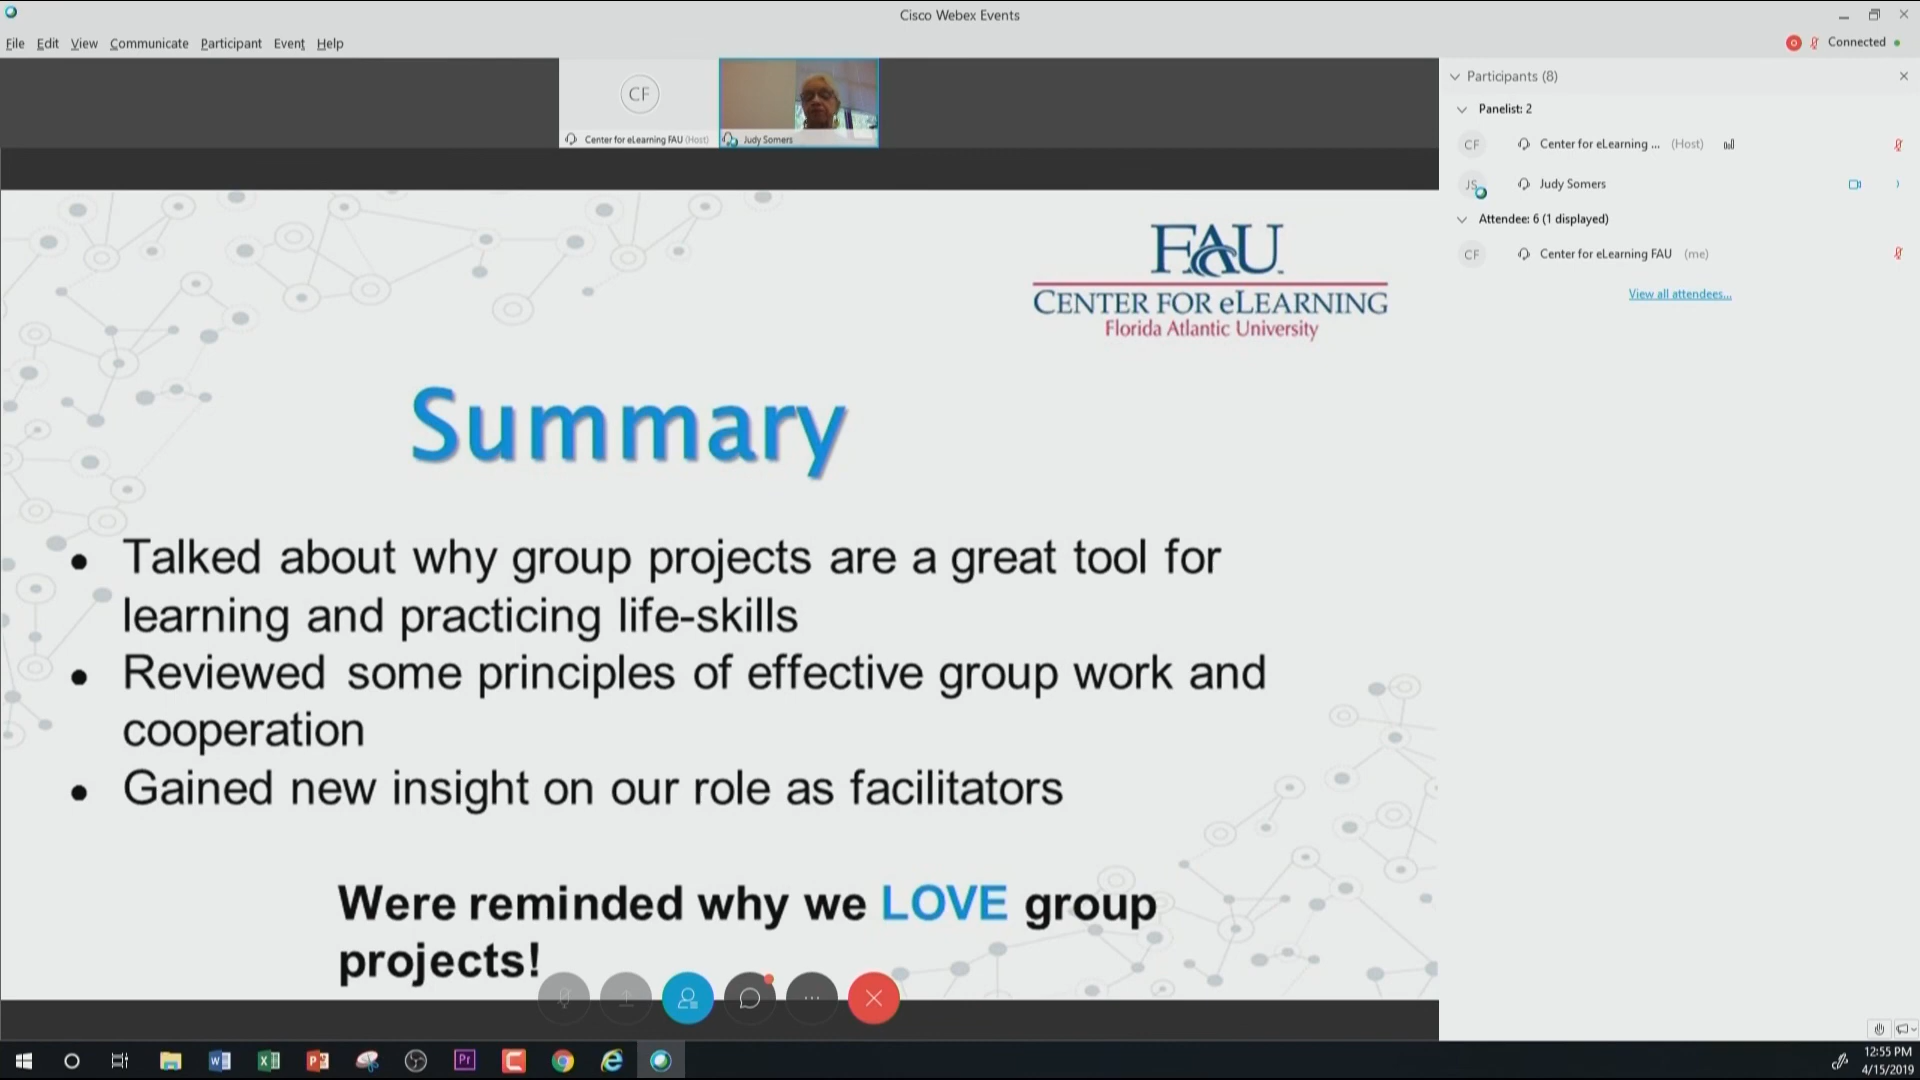 Cisco Webex Events
File Edit View Communicate Participant Event Help
Connected
CF
Center for eLearning FAU (Host)
Judy Somers
Participants (8)
Panelist: 2
CF Center for eLearning ... (Host)
JS Judy Somers
Attendee: 6 (1 displayed)
CF Center for eLearning FAU (me)
View all attendees...
FAU
CENTER FOR eLEARNING
Florida Atlantic University
Summary
• Talked about why group projects are a great tool for
learning and practicing life-skills
• Reviewed some principles of effective group work and
cooperation
• Gained new insight on our role as facilitators
Were reminded why we LOVE group
projects!
Pr
12:55 PM
4/15/2019